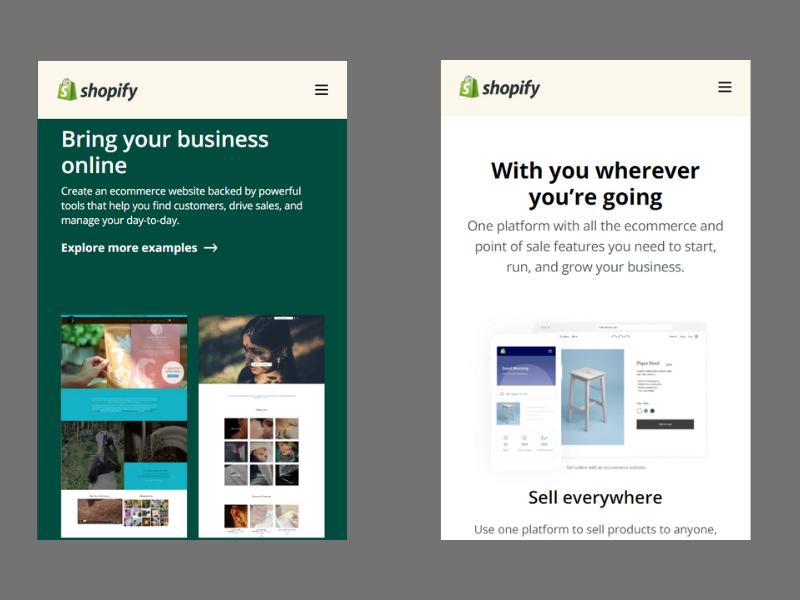 shopify
Bring your business
online
Create an ecommerce website backed by powerful
tools that help you find customers, drive sales, and
manage your day-to-day.
Explore more examples →
shopify
With you wherever
you’re going
One platform with all the ecommerce and
point of sale features you need to start,
run, and grow your business.
Good Morning
Sell online with an ecommerce website
Sell everywhere
Use one platform to sell products to anyone,